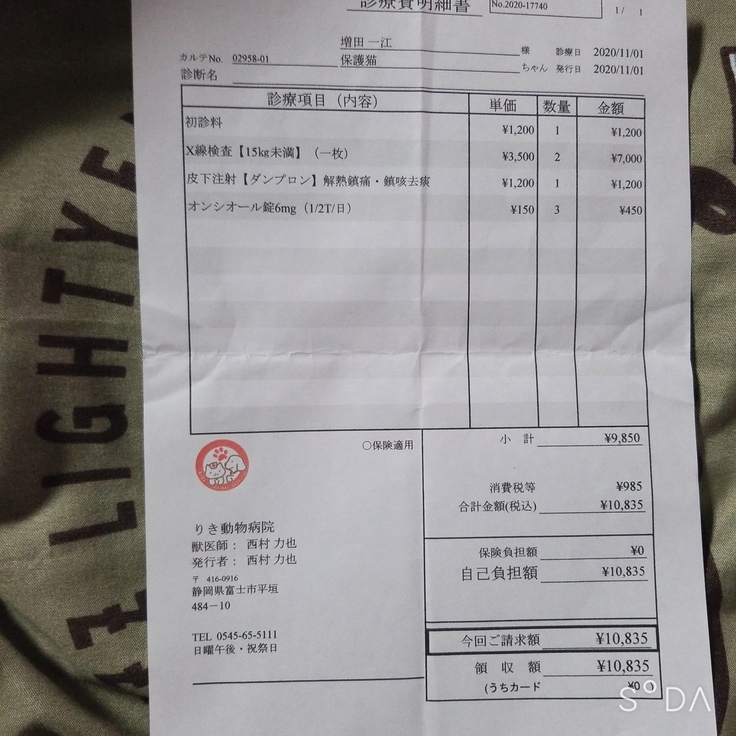 診療費明細書
No.2020-17740
1 / 1
増田 一江 様 診療日 2020/11/01
カルテNo. 02958-01 保護猫 ちゃん 発行日 2020/11/01
診断名
診療項目（内容） 単価 数量 金額
初診料 ¥1,200 1 ¥1,200
X線検査【15kg未満】（一枚） ¥3,500 2 ¥7,000
皮下注射【ダンプロン】解熱鎮痛・鎮咳去痰 ¥1,200 1 ¥1,200
オンシオール錠6mg（1/2T/日） ¥150 3 ¥450
〇保険適用
小 計 ¥9,850
消費税等 ¥985
合計金額(税込) ¥10,835
保険負担額 ¥0
自己負担額 ¥10,835
今回ご請求額 ¥10,835
領 収 額 ¥10,835
(うちカード ¥0 )
りき動物病院
獣医師： 西村 力也
発行者： 西村 力也
〒 416-0916
静岡県富士市平垣
484－10
TEL 0545-65-5111
日曜午後・祝祭日
LIGHTY
SODA